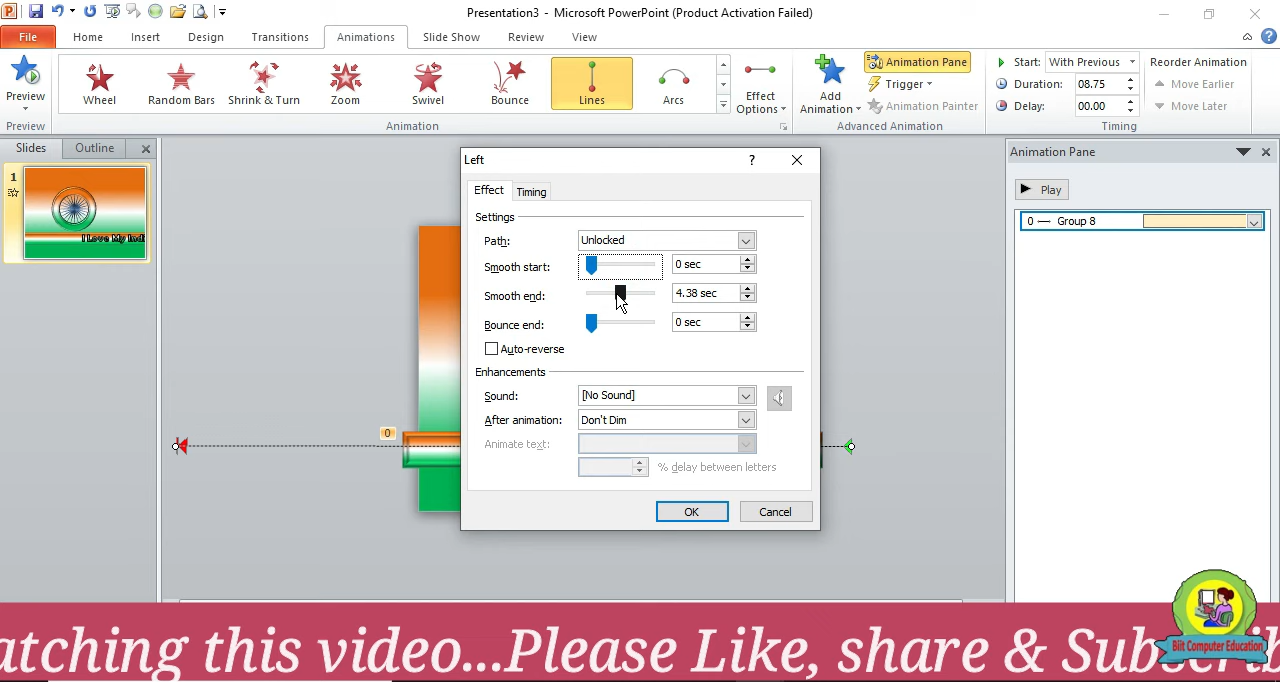 Presentation3 - Microsoft PowerPoint (Product Activation Failed)
File Home Insert Design Transitions Animations Slide Show Review View
Preview
Wheel Random Bars Shrink & Turn Zoom Swivel Bounce Lines Arcs
Effect Options
Add Animation
Animation Pane
Trigger
Animation Painter
Start: With Previous
Duration: 08.75
Delay: 00.00
Reorder Animation
Move Earlier
Move Later
Preview Animation Advanced Animation Timing
Slides Outline
1
I Love My Indi
0
Left
Effect Timing
Settings
Path: Unlocked
Smooth start: 0 sec
Smooth end: 4.38 sec
Bounce end: 0 sec
Auto-reverse
Enhancements
Sound: [No Sound]
After animation: Don't Dim
Animate text:
% delay between letters
OK Cancel
Animation Pane
Play
0 Group 8
atching this video...Please Like, share & Subscrib
Biit Computer Education